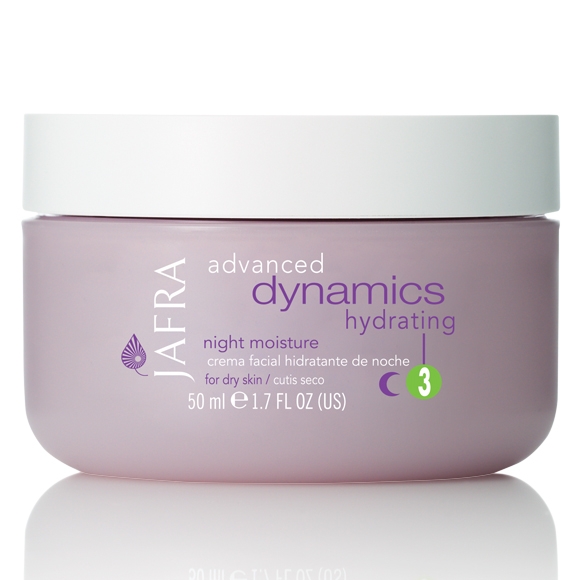 JAFRA
advanced
dynamics
hydrating
night moisture
crema facial hidratante de noche
for dry skin / cutis seco
3
50 ml ℮ 1.7 FL OZ (US)